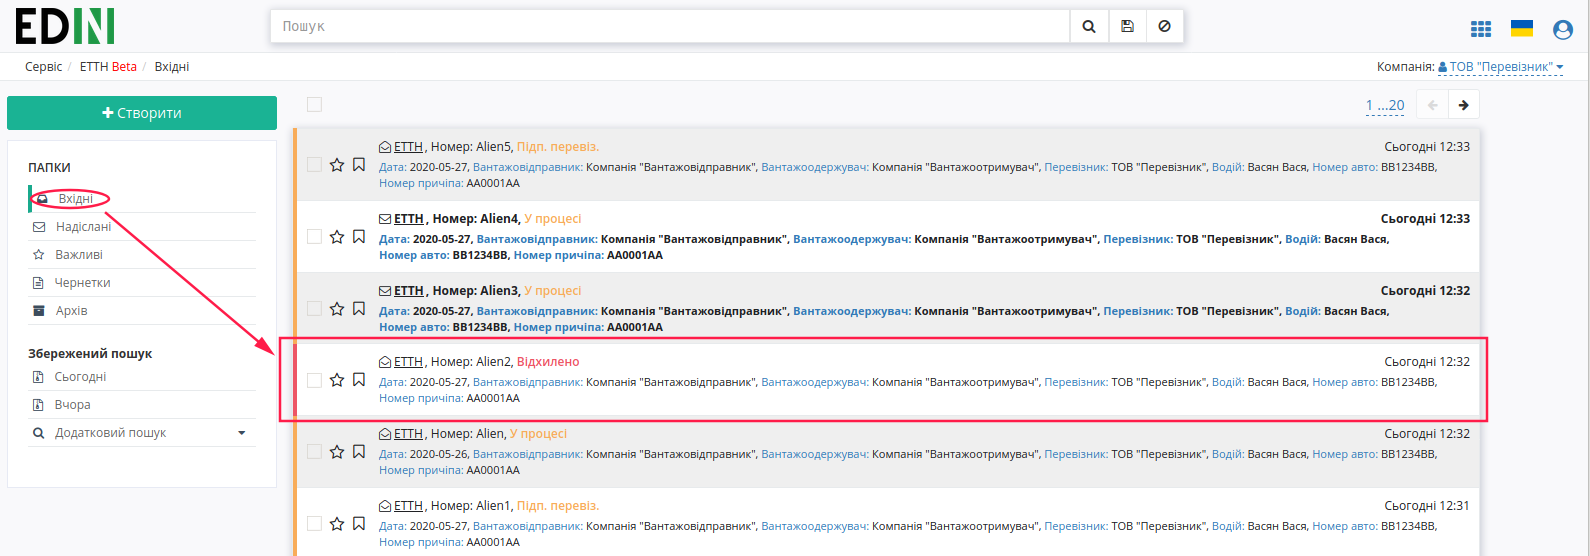 EDIN
Пошук
Сервіс / ЕТТН Beta / Вхідні
Компанія: ТОВ "Перевізник"
Створити
ПАПКИ
Вхідні
Надіслані
Важливі
Чернетки
Архів
Збережений пошук
Сьогодні
Вчора
Додатковий пошук
1 ...20
ЕТТН , Номер: Alien5, Підп. перевіз. Сьогодні 12:33
Дата: 2020-05-27, Вантажовідправник: Компанія "Вантажовідправник", Вантажоодержувач: Компанія "Вантажоотримувач", Перевізник: ТОВ "Перевізник", Водій: Васян Вася, Номер авто: BB1234BB,
Номер причіпа: AA0001AA
ЕТТН , Номер: Alien4, У процесі Сьогодні 12:33
Дата: 2020-05-27, Вантажовідправник: Компанія "Вантажовідправник", Вантажоодержувач: Компанія "Вантажоотримувач", Перевізник: ТОВ "Перевізник", Водій: Васян Вася,
Номер авто: BB1234BB, Номер причіпа: AA0001AA
ЕТТН , Номер: Alien3, У процесі Сьогодні 12:32
Дата: 2020-05-27, Вантажовідправник: Компанія "Вантажовідправник", Вантажоодержувач: Компанія "Вантажоотримувач", Перевізник: ТОВ "Перевізник", Водій: Васян Вася,
Номер авто: BB1234BB, Номер причіпа: AA0001AA
ЕТТН , Номер: Alien2, Відхилено Сьогодні 12:32
Дата: 2020-05-27, Вантажовідправник: Компанія "Вантажовідправник", Вантажоодержувач: Компанія "Вантажоотримувач", Перевізник: ТОВ "Перевізник", Водій: Васян Вася, Номер авто: BB1234BB,
Номер причіпа: AA0001AA
ЕТТН , Номер: Alien, У процесі Сьогодні 12:32
Дата: 2020-05-26, Вантажовідправник: Компанія "Вантажовідправник", Вантажоодержувач: Компанія "Вантажоотримувач", Перевізник: ТОВ "Перевізник", Водій: Васян Вася, Номер авто: BB1234BB,
Номер причіпа: AA0001AA
ЕТТН , Номер: Alien1, Підп. перевіз. Сьогодні 12:31
Дата: 2020-05-27, Вантажовідправник: Компанія "Вантажовідправник", Вантажоодержувач: Компанія "Вантажоотримувач", Перевізник: ТОВ "Перевізник", Водій: Васян Вася, Номер авто: BB1234BB,
Номер причіпа: AA0001AA